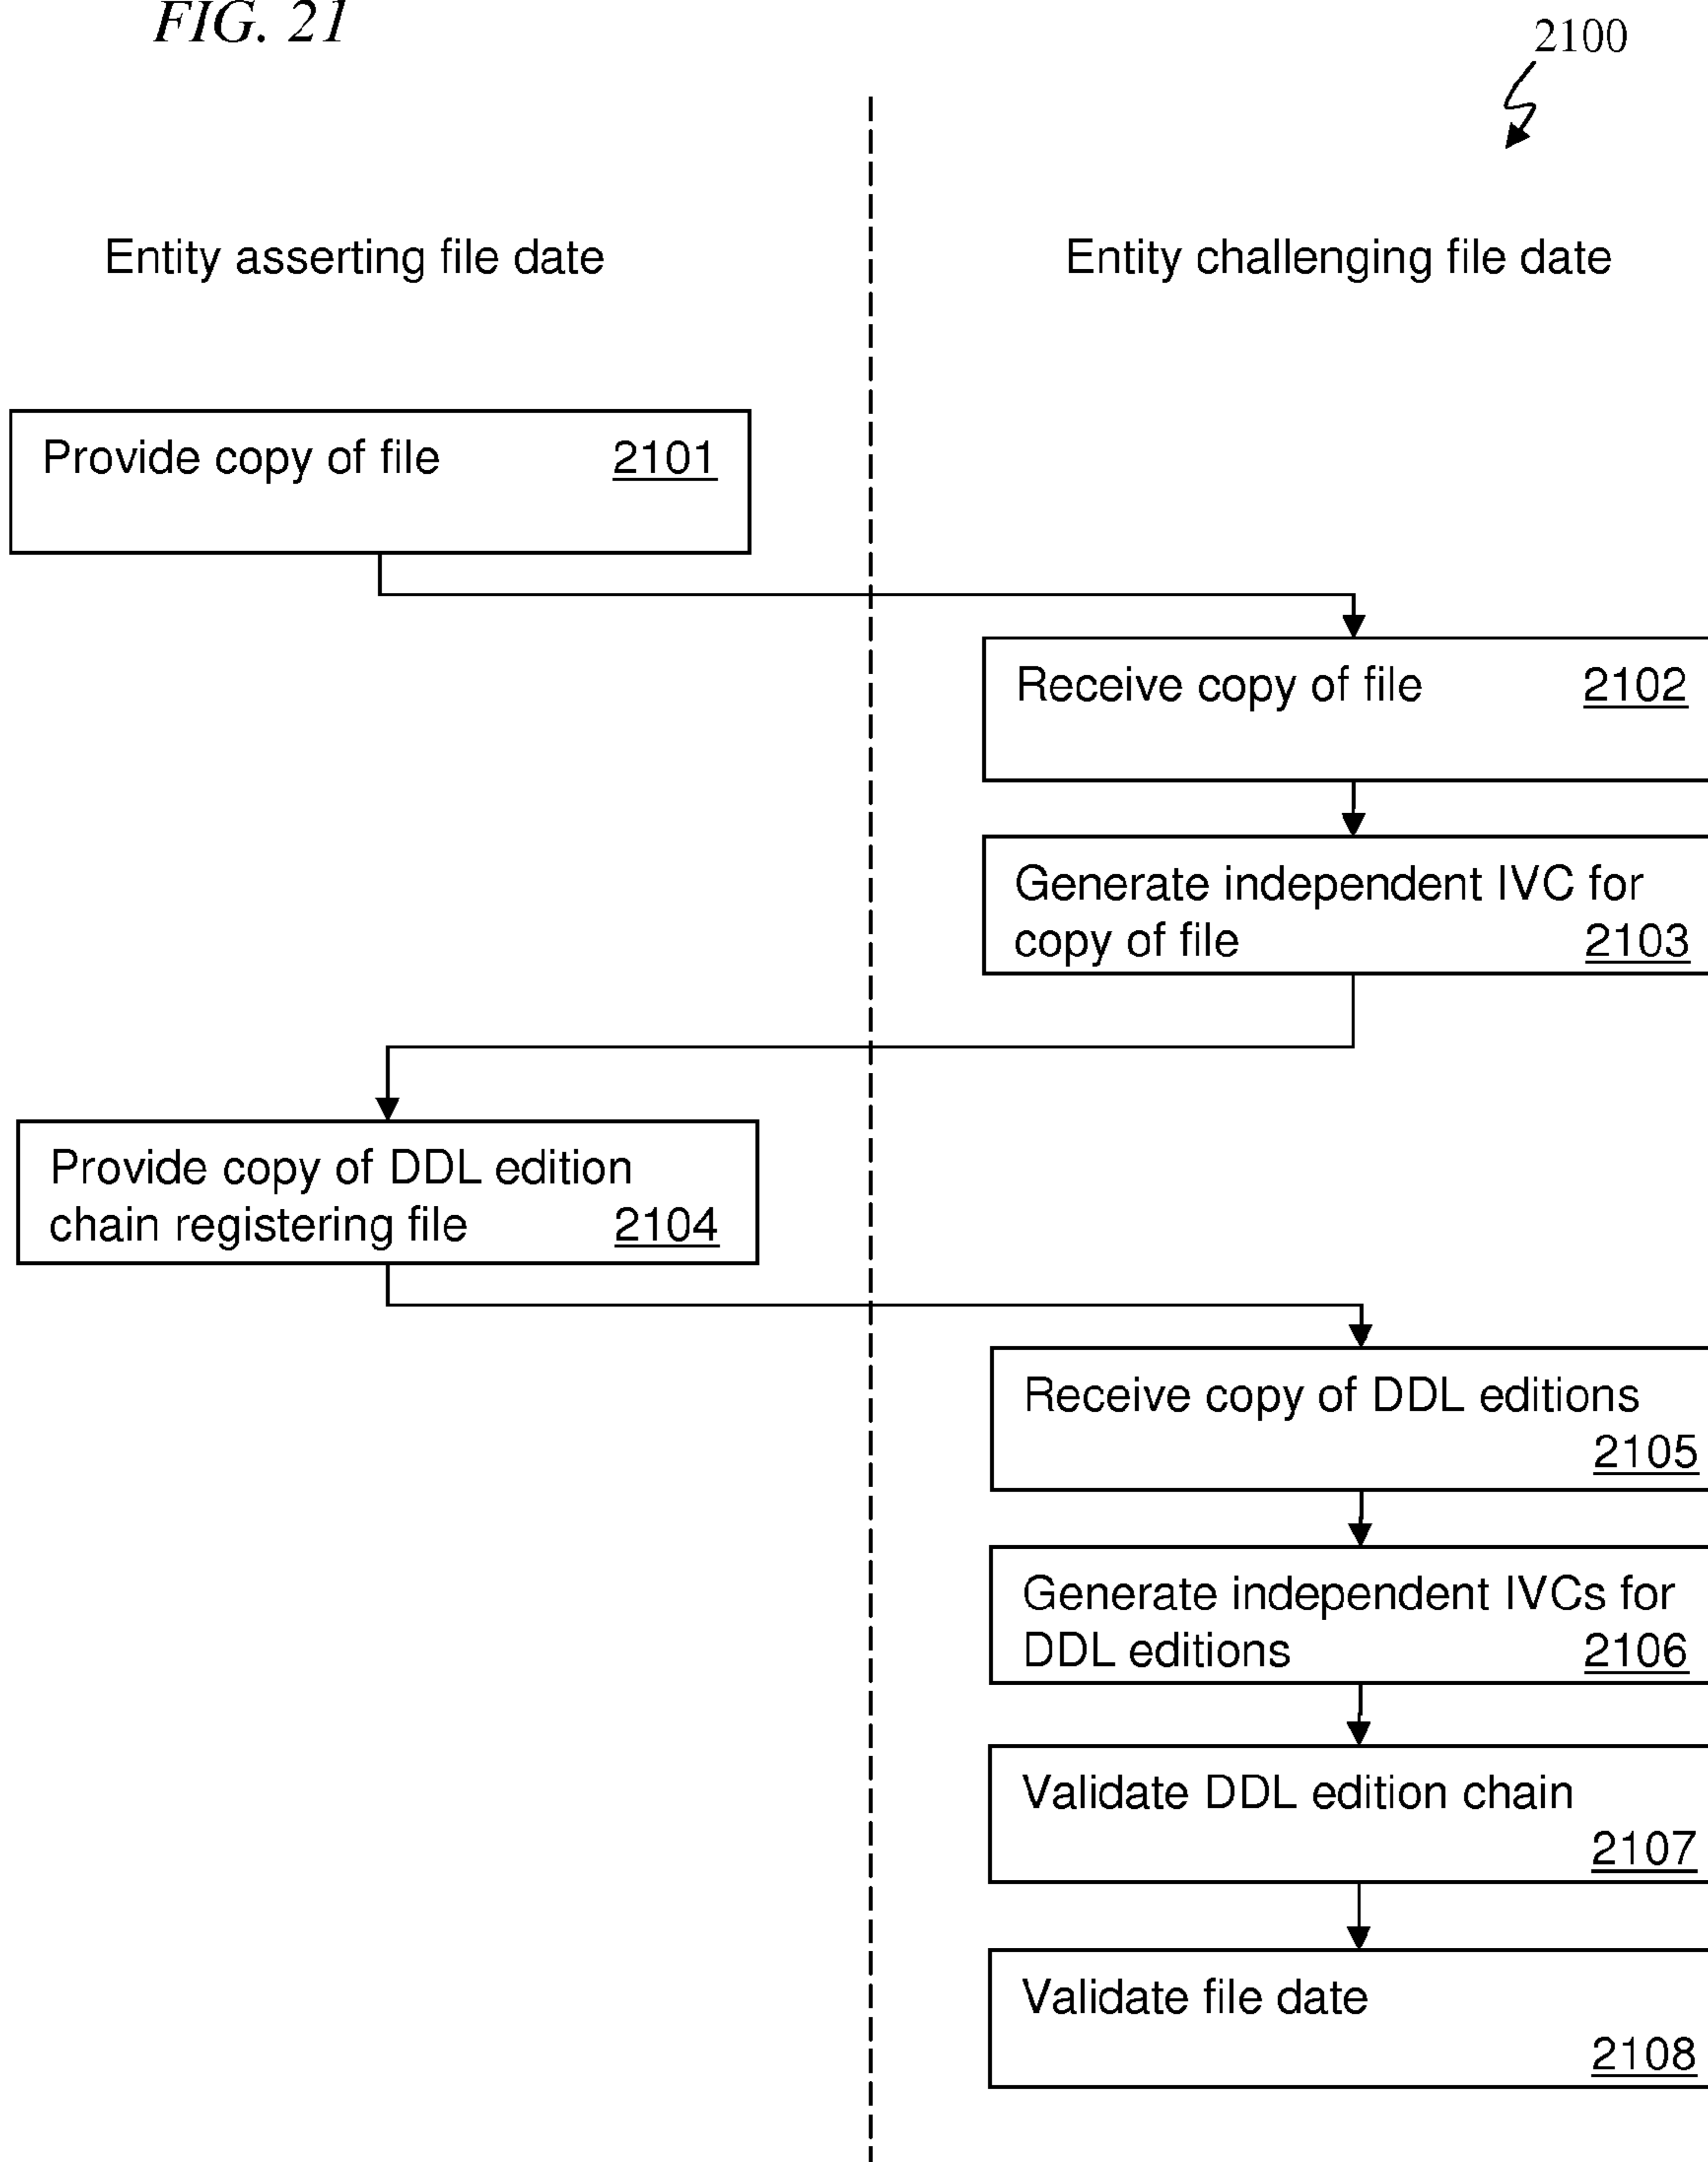 FIG. 21
2100
Entity asserting file date
Entity challenging file date
Provide copy of file 2101
Receive copy of file 2102
Generate independent IVC for
copy of file 2103
Provide copy of DDL edition
chain registering file 2104
Receive copy of DDL editions
2105
Generate independent IVCs for
DDL editions 2106
Validate DDL edition chain
2107
Validate file date
2108